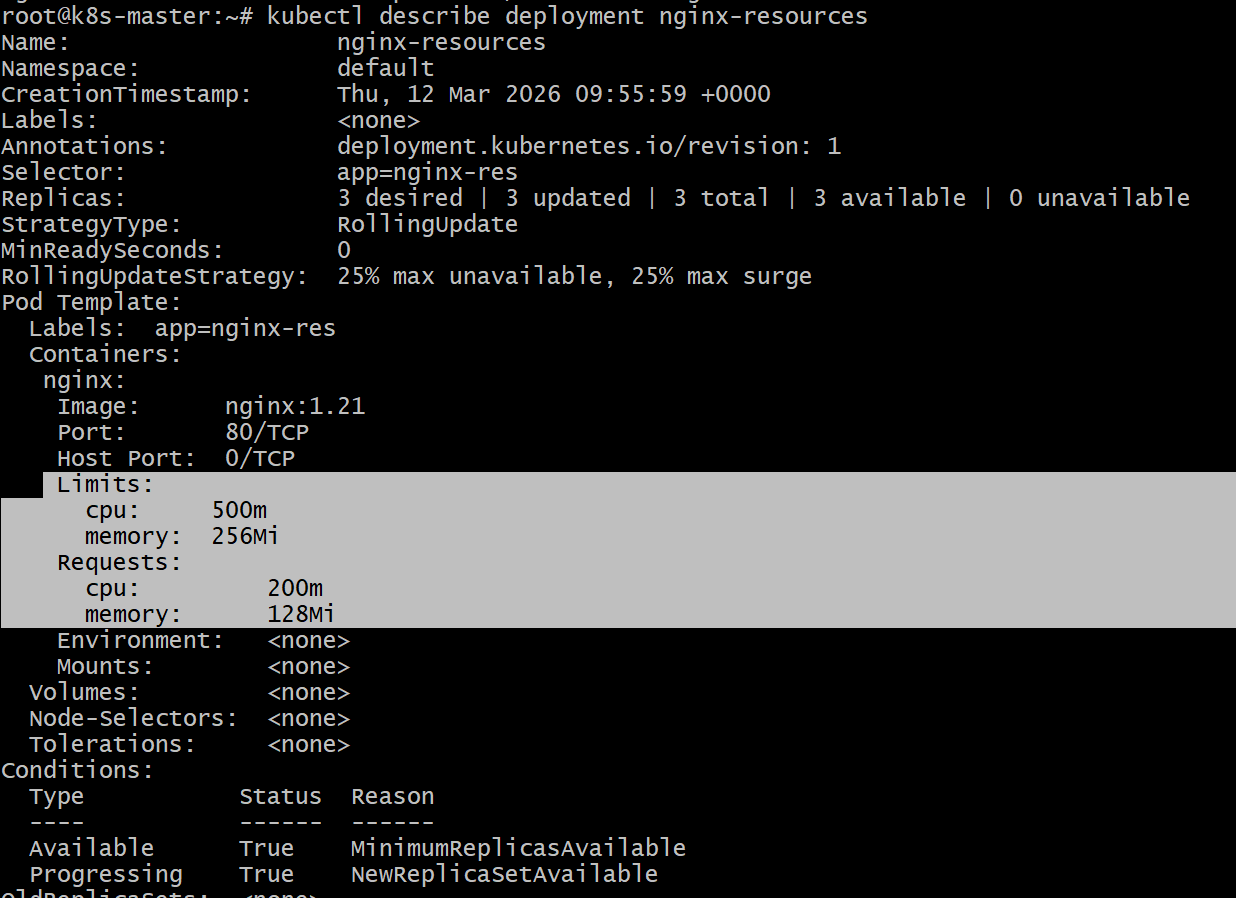 root@k8s-master:~# kubectl describe deployment nginx-resources
Name:                   nginx-resources
Namespace:              default
CreationTimestamp:      Thu, 12 Mar 2026 09:55:59 +0000
Labels:                 <none>
Annotations:            deployment.kubernetes.io/revision: 1
Selector:               app=nginx-res
Replicas:               3 desired | 3 updated | 3 total | 3 available | 0 unavailable
StrategyType:           RollingUpdate
MinReadySeconds:        0
RollingUpdateStrategy:  25% max unavailable, 25% max surge
Pod Template:
  Labels:  app=nginx-res
  Containers:
   nginx:
    Image:      nginx:1.21
    Port:       80/TCP
    Host Port:  0/TCP
    Limits:
      cpu:     500m
      memory:  256Mi
    Requests:
      cpu:         200m
      memory:      128Mi
    Environment:   <none>
    Mounts:        <none>
  Volumes:         <none>
  Node-Selectors:  <none>
  Tolerations:     <none>
Conditions:
  Type           Status  Reason
  ----           ------  ------
  Available      True    MinimumReplicasAvailable
  Progressing    True    NewReplicaSetAvailable
OldReplicaSets:  <none>